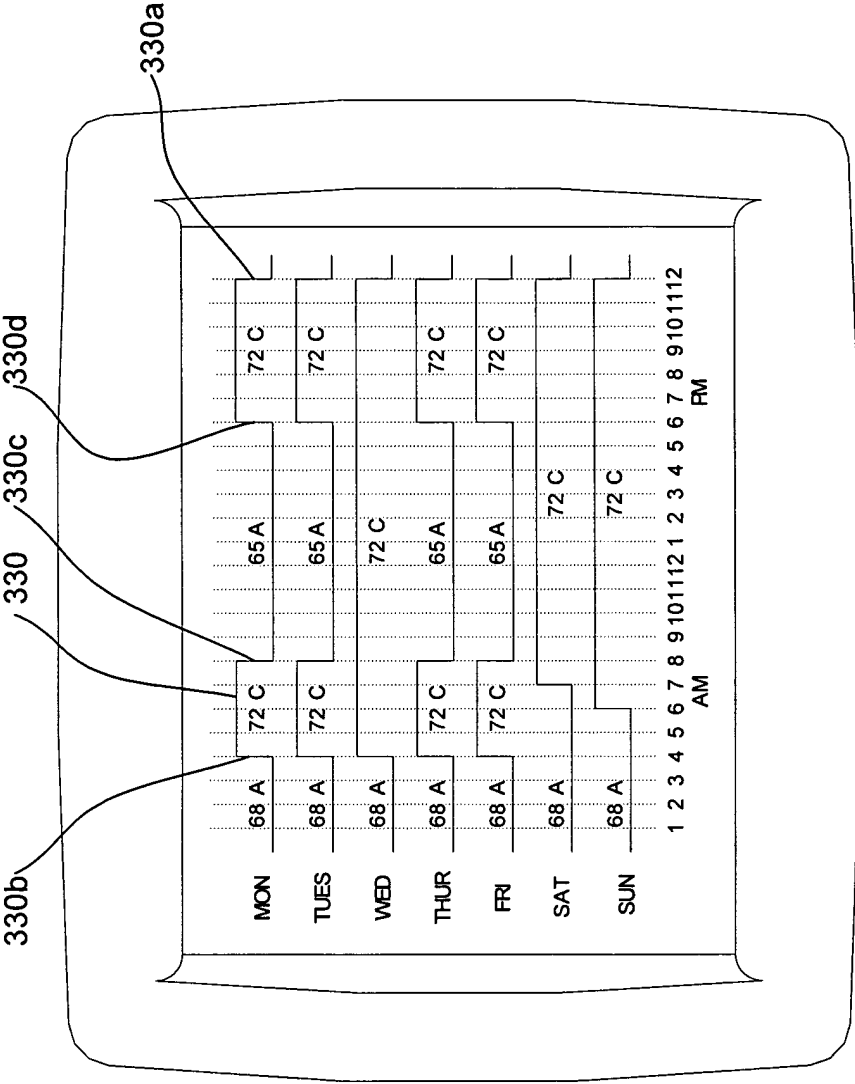 330b 330 330c 330d 330a
MON 68 A 72 C 65 A 72 C
TUES 68 A 72 C 65 A 72 C
WED 68 A 72 C
THUR 68 A 72 C 65 A 72 C
FRI 68 A 72 C 65 A 72 C
SAT 68 A 72 C
SUN 68 A 72 C
1 2 3 4 5 6 7 8 9 10 11 12 1 2 3 4 5 6 7 8 9 10 11 12
AM PM